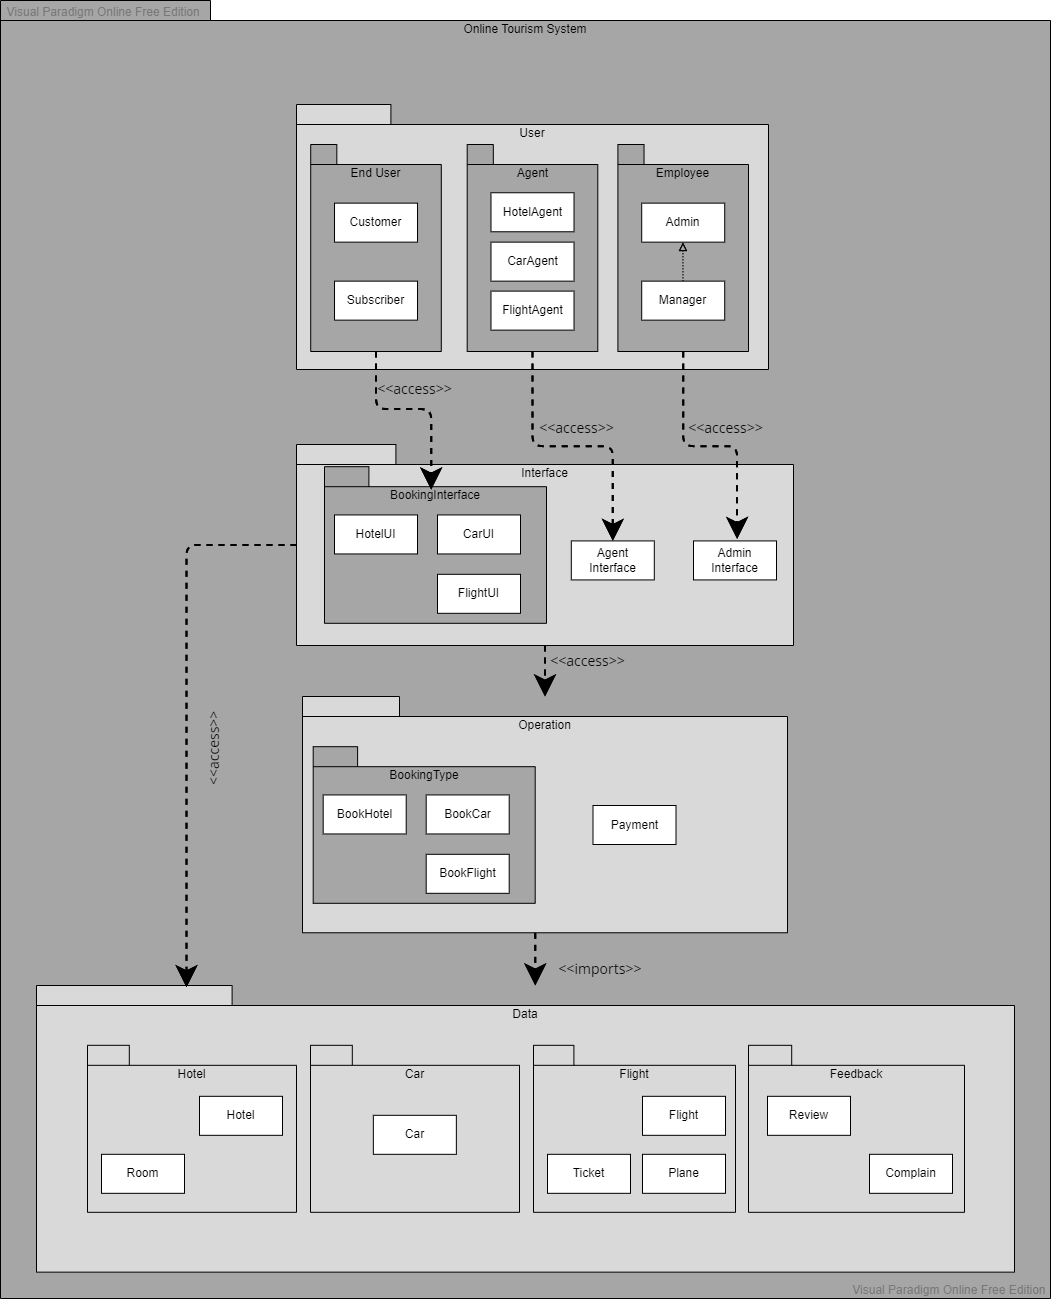 Visual Paradigm Online Free Edition
Online Tourism System
User
End User
Agent
Employee
Customer
HotelAgent
Admin
CarAgent
Subscriber
FlightAgent
Manager
<<access>>
<<access>>
<<access>>
Interface
BookingInterface
HotelUI
CarUI
Agent
Interface
Admin
Interface
FlightUI
<<access>>
<<access>>
Operation
BookingType
BookHotel
BookCar
Payment
BookFlight
<<imports>>
Data
Hotel
Car
Flight
Feedback
Hotel
Room
Car
Flight
Ticket
Plane
Review
Complain
Visual Paradigm Online Free Edition